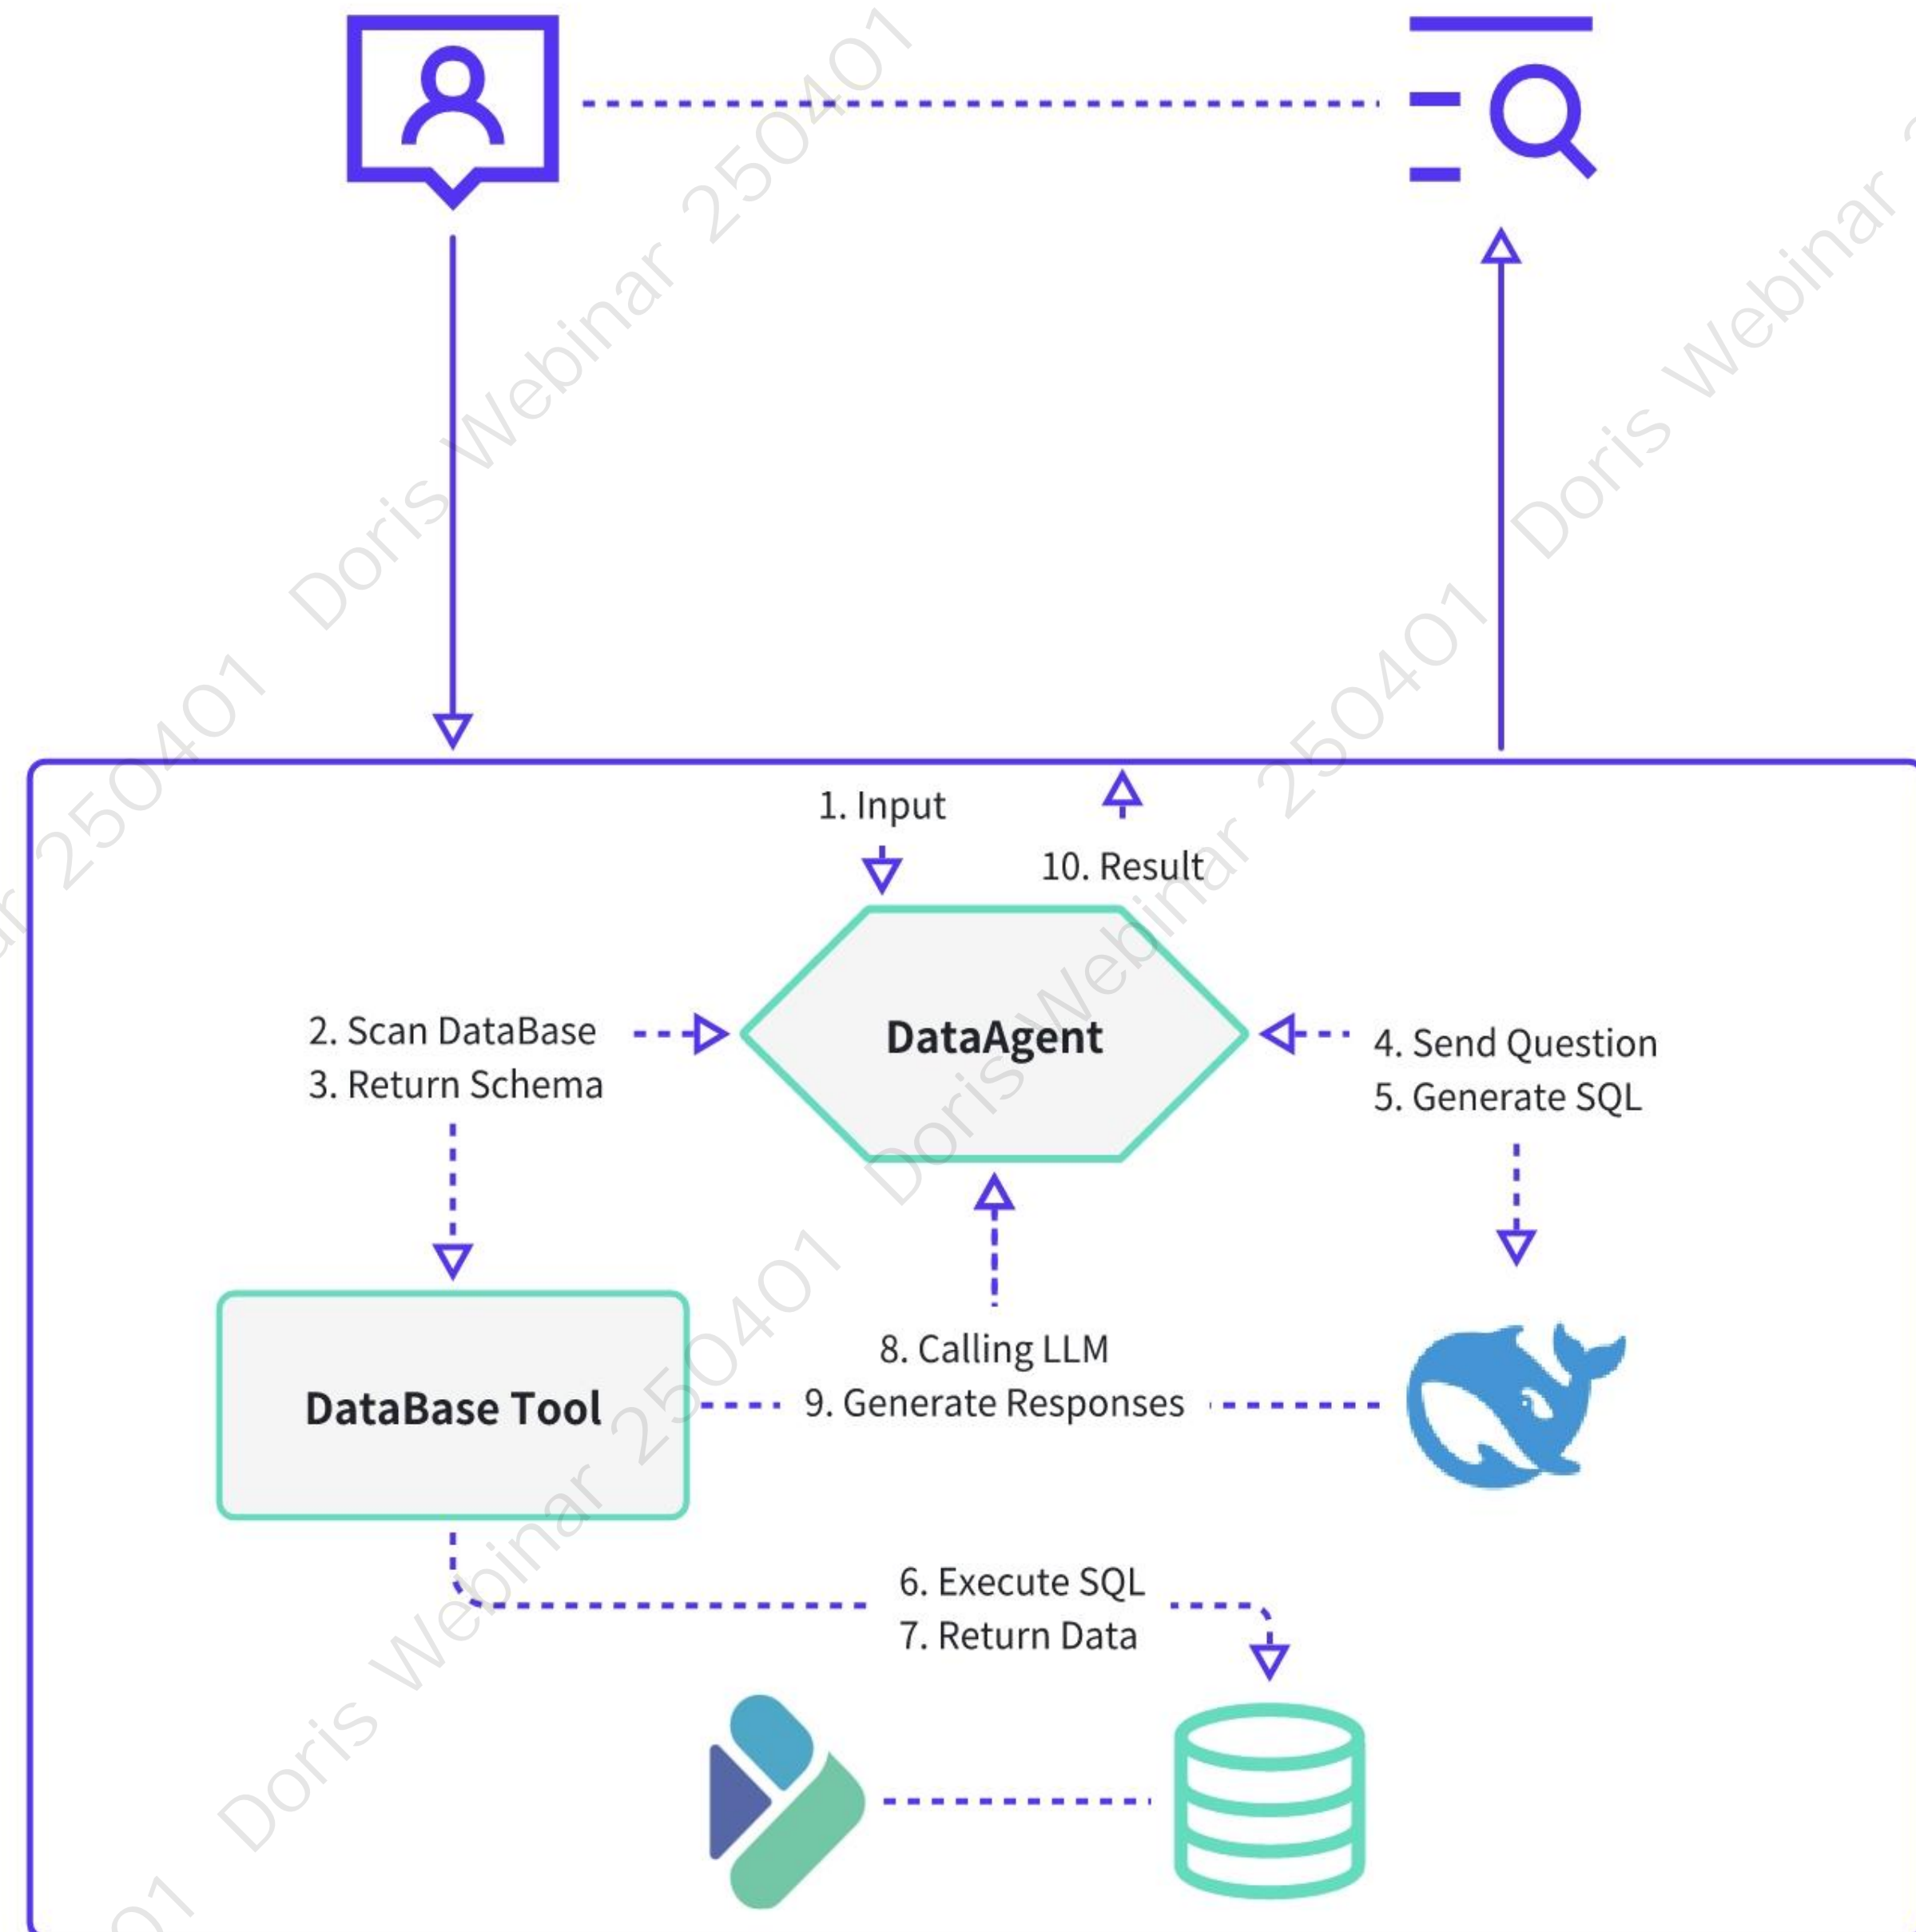 1. Input
10. Result
DataAgent
2. Scan DataBase
3. Return Schema
4. Send Question
5. Generate SQL
8. Calling LLM
9. Generate Responses
DataBase Tool
6. Execute SQL
7. Return Data
Doris Webinar 250401
Doris Webinar 250401
Doris Webinar 250401
Doris Webinar